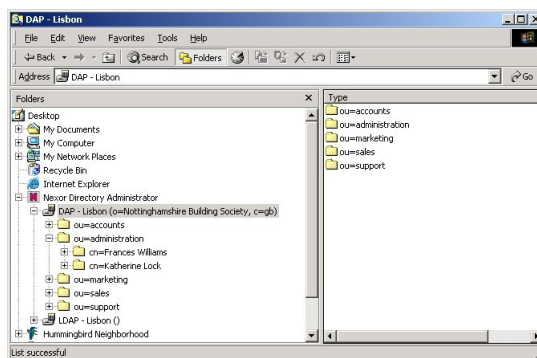 DAP - Lisbon
File Edit View Favorites Tools Help
Back Search Folders
Address DAP - Lisbon Go
Folders
Desktop
My Documents
My Computer
My Network Places
Recycle Bin
Internet Explorer
Nexor Directory Administrator
DAP - Lisbon (o=Nottinghamshire Building Society, c=gb)
ou=accounts
ou=administration
cn=Frances Williams
cn=Katherine Lock
ou=marketing
ou=sales
ou=support
LDAP - Lisbon ()
Hummingbird Neighborhood
Type
ou=accounts
ou=administration
ou=marketing
ou=sales
ou=support
List successful